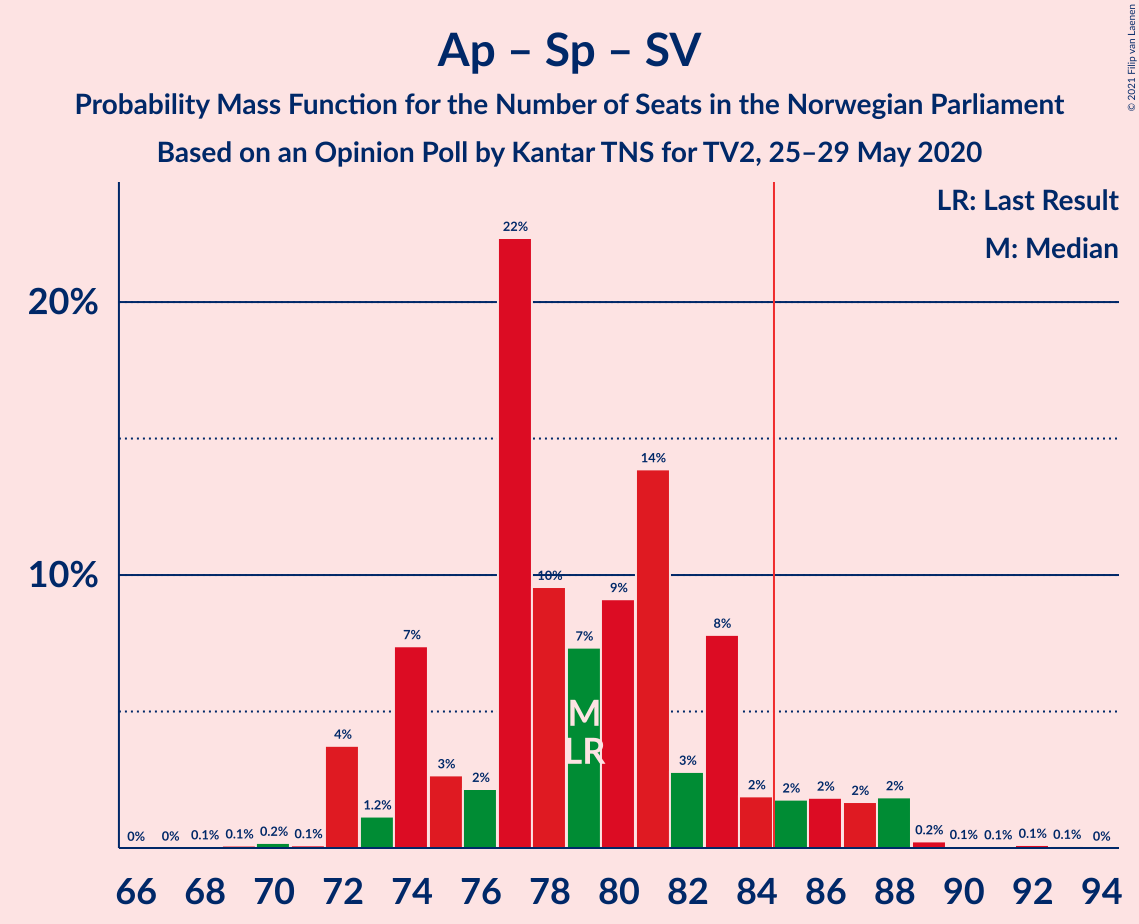 Ap – Sp – SV
Probability Mass Function for the Number of Seats in the Norwegian Parliament
Based on an Opinion Poll by Kantar TNS for TV2, 25–29 May 2020
© 2021 Filip van Laenen
LR: Last Result
M: Median
20%
10%
0% 0% 0.1% 0.1% 0.2% 0.1% 4% 1.2% 7% 3% 2% 22% 10% 7% 9% 14% 3% 8% 2% 2% 2% 2% 2% 0.2% 0.1% 0.1% 0.1% 0.1% 0%
M
LR
66 68 70 72 74 76 78 80 82 84 86 88 90 92 94